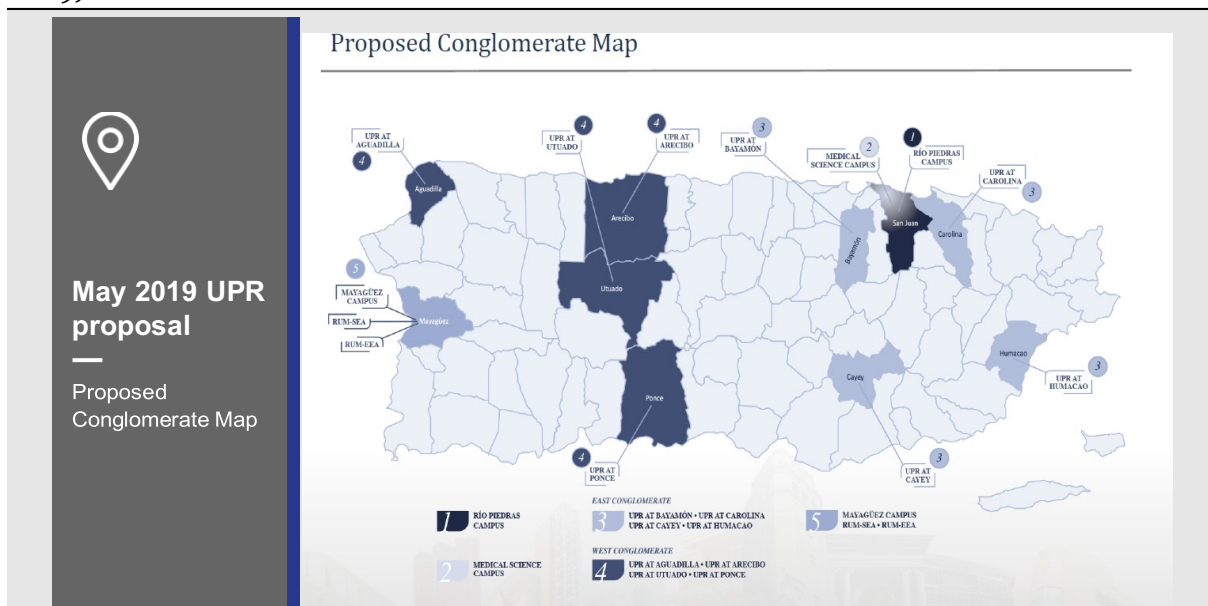 May 2019 UPR
proposal
Proposed
Conglomerate Map
Proposed Conglomerate Map
UPR AT
AGUADILLA
4
UPR AT
UTUADO
4
UPR AT
ARECIBO
4
UPR AT
BAYAMÓN
3
MEDICAL
SCIENCE CAMPUS
2
RÍO PIEDRAS
CAMPUS
1
UPR AT
CAROLINA
3
Aguadilla
Arecibo
Utuado
Bayamón
San Juan
Carolina
5
MAYAGÜEZ
CAMPUS
RUM-SEA
RUM-EEA
Mayagüez
Ponce
Cayey
Humacao
3
UPR AT
HUMACAO
4
UPR AT
PONCE
3
UPR AT
CAYEY
1 RÍO PIEDRAS
CAMPUS
2 MEDICAL SCIENCE
CAMPUS
EAST CONGLOMERATE
3 UPR AT BAYAMÓN • UPR AT CAROLINA
UPR AT CAYEY • UPR AT HUMACAO
WEST CONGLOMERATE
4 UPR AT AGUADILLA • UPR AT ARECIBO
UPR AT UTUADO • UPR AT PONCE
5 MAYAGÜEZ CAMPUS
RUM-SEA • RUM-EEA